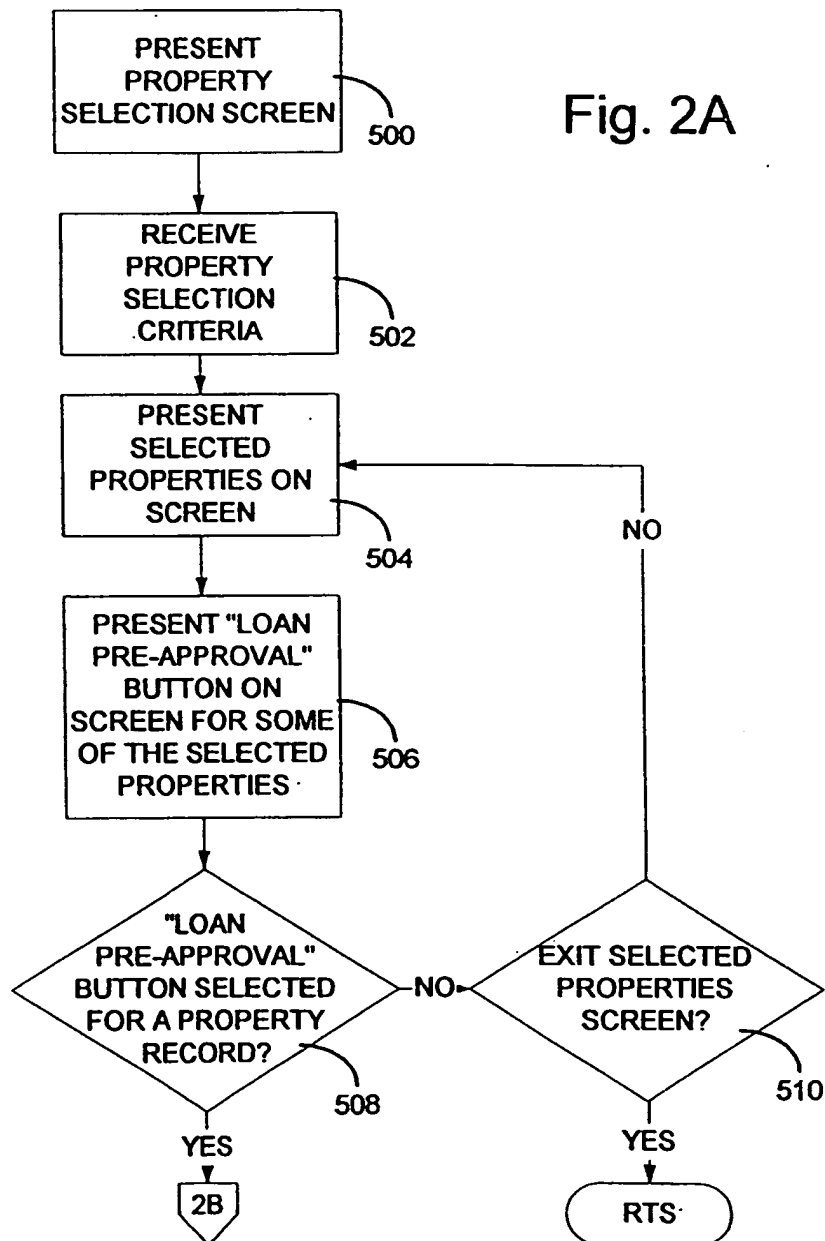 Fig. 2A
PRESENT
PROPERTY
SELECTION SCREEN
500
RECEIVE
PROPERTY
SELECTION
CRITERIA
502
PRESENT
SELECTED
PROPERTIES ON
SCREEN
504
NO
PRESENT "LOAN
PRE-APPROVAL"
BUTTON ON
SCREEN FOR SOME
OF THE SELECTED
PROPERTIES
506
"LOAN
PRE-APPROVAL"
BUTTON SELECTED
FOR A PROPERTY
RECORD?
508
NO
EXIT SELECTED
PROPERTIES
SCREEN?
510
YES
2B
YES
RTS